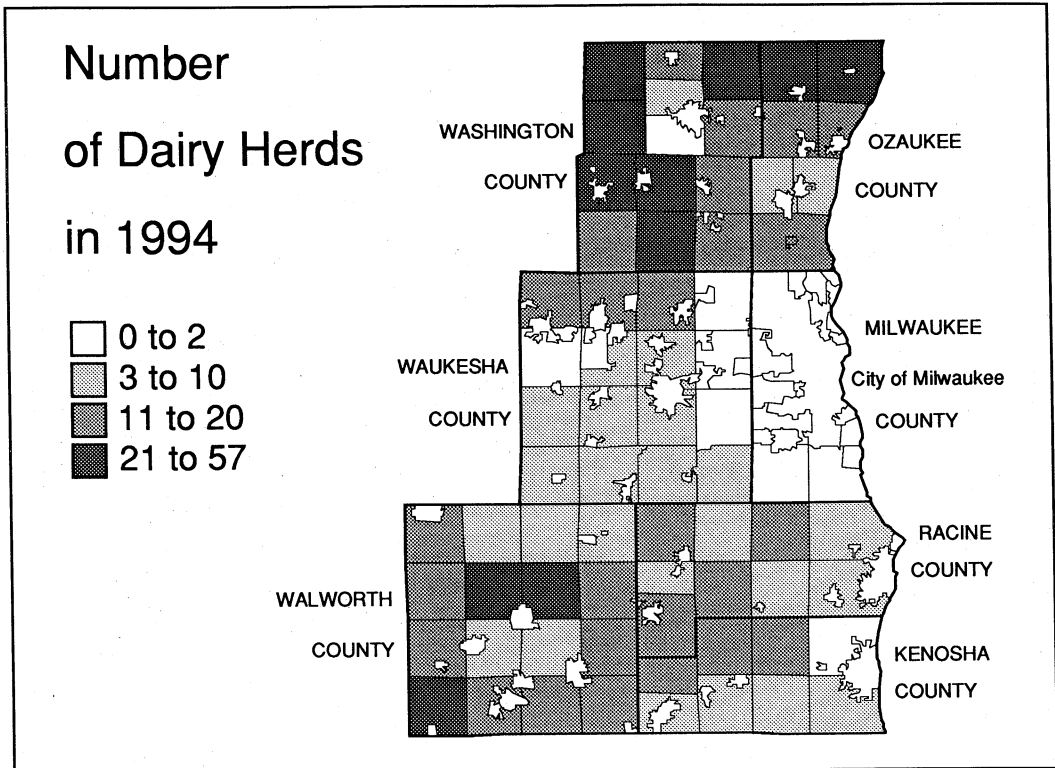 Number
of Dairy Herds
in 1994
0 to 2
3 to 10
11 to 20
21 to 57
WASHINGTON
COUNTY
OZAUKEE
COUNTY
WAUKESHA
COUNTY
MILWAUKEE
City of Milwaukee
COUNTY
WALWORTH
COUNTY
RACINE
COUNTY
KENOSHA
COUNTY